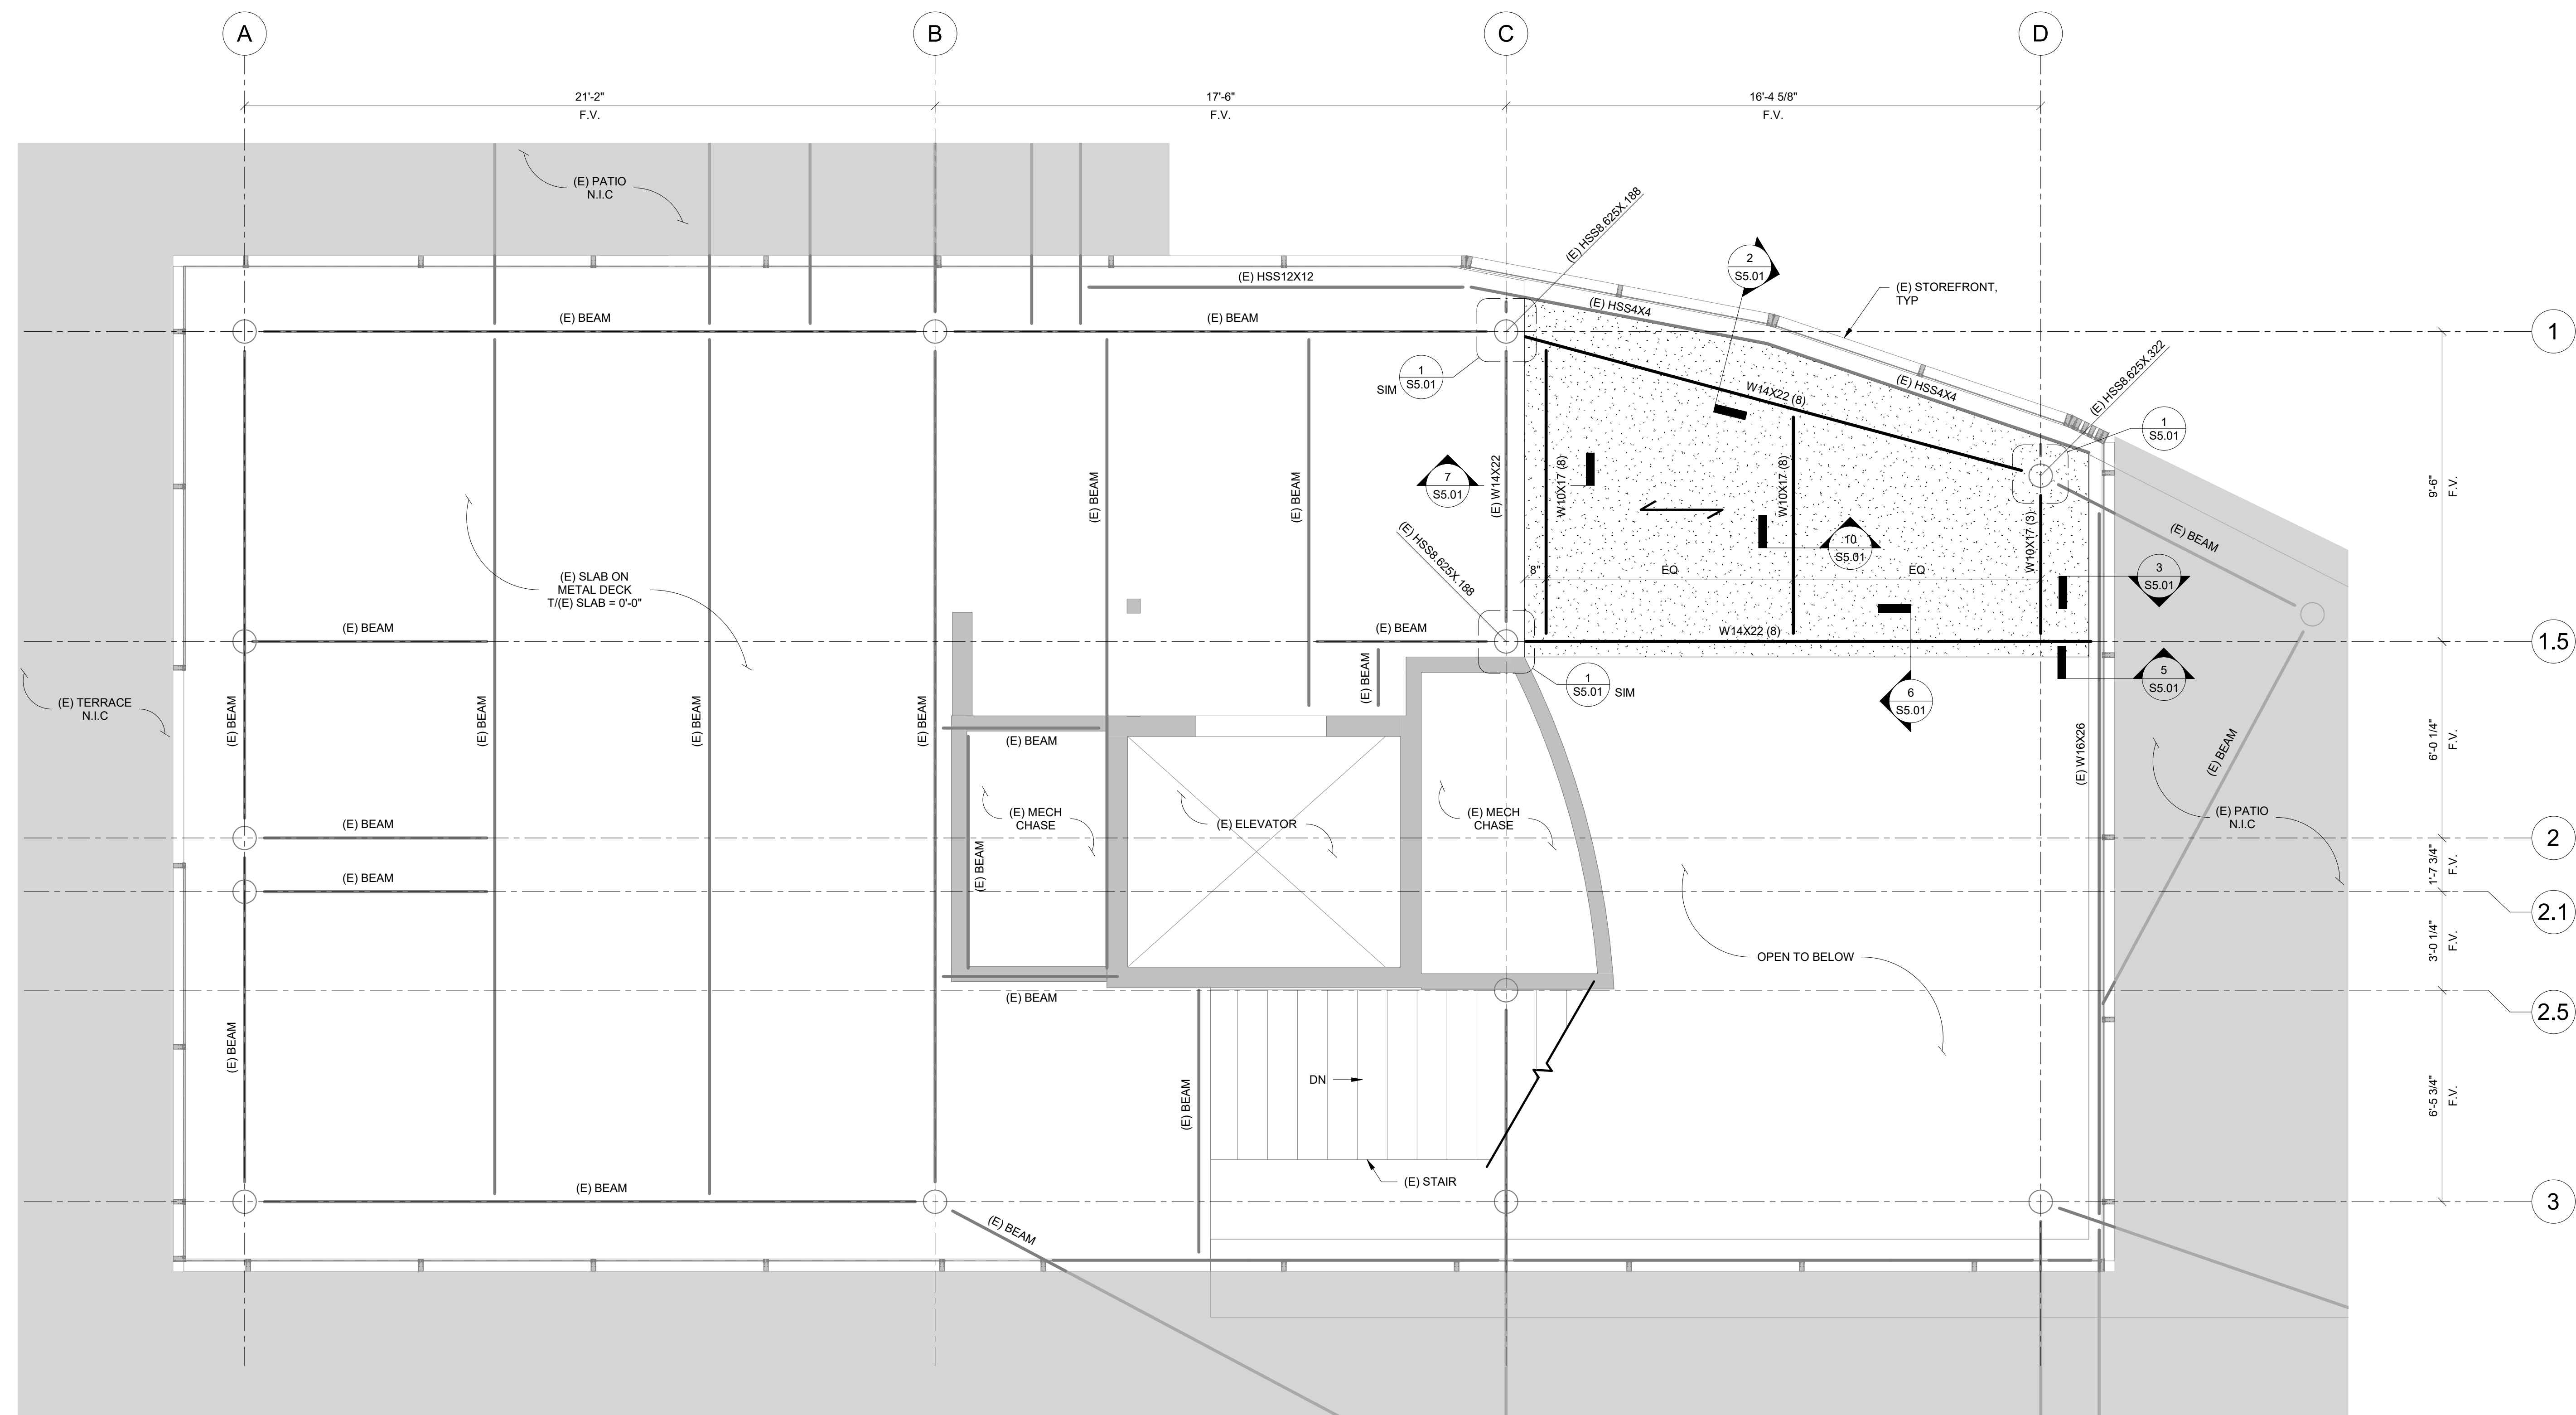 A
B
C
D
21'-2"
F.V.
17'-6"
F.V.
16'-4 5/8"
F.V.
(E) PATIO
N.I.C
(E) HSS8.625X.188
2
S5.01
(E) HSS12X12
(E) HSS4X4
(E) STOREFRONT,
TYP
(E) BEAM
(E) BEAM
1
(E) HSS8.625X.322
1
S5.01
SIM
W14X22 (8)
(E) HSS4X4
1
S5.01
7
S5.01
(E) W14X22
W10X17 (8)
W10X17 (8)
W10X17 (3)
9'-6"
F.V.
(E) BEAM
(E) BEAM
(E) BEAM
10
S5.01
(E) HSS8.625X.188
8"
EQ
EQ
3
S5.01
(E) SLAB ON
METAL DECK
T/(E) SLAB = 0'-0"
(E) BEAM
(E) BEAM
W14X22 (8)
1.5
(E) BEAM
1
S5.01
SIM
6
S5.01
5
S5.01
(E) TERRACE
N.I.C
(E) BEAM
(E) BEAM
(E) BEAM
(E) BEAM
(E) BEAM
(E) W16X26
(E) BEAM
6'-0 1/4"
F.V.
(E) MECH
CHASE
(E) ELEVATOR
(E) MECH
CHASE
(E) PATIO
N.I.C
(E) BEAM
2
(E) BEAM
(E) BEAM
1'-7 3/4"
F.V.
2.1
OPEN TO BELOW
3'-0 1/4"
F.V.
(E) BEAM
2.5
(E) BEAM
(E) BEAM
DN
6'-5 3/4"
F.V.
(E) STAIR
(E) BEAM
3
(E) BEAM